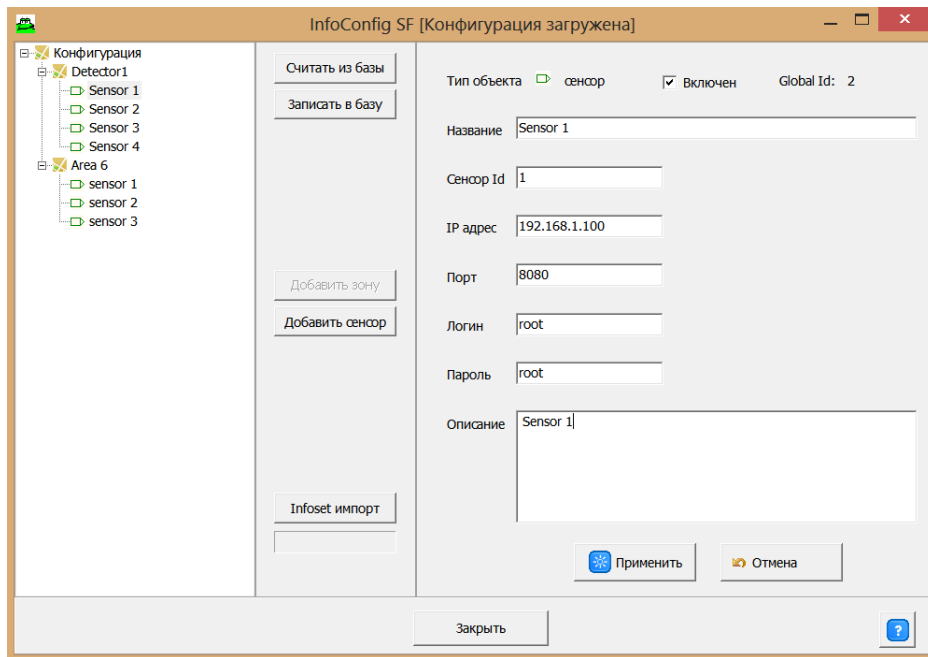 InfoConfig SF [Конфигурация загружена]
Конфигурация
Detector1
Sensor 1
Sensor 2
Sensor 3
Sensor 4
Area 6
sensor 1
sensor 2
sensor 3
Считать из базы
Записать в базу
Добавить зону
Добавить сенсор
Infoset импорт
Тип объекта сенсор Включен Global Id: 2
Название Sensor 1
Сенсор Id 1
IP адрес 192.168.1.100
Порт 8080
Логин root
Пароль root
Описание Sensor 1
Применить Отмена
Закрыть ?